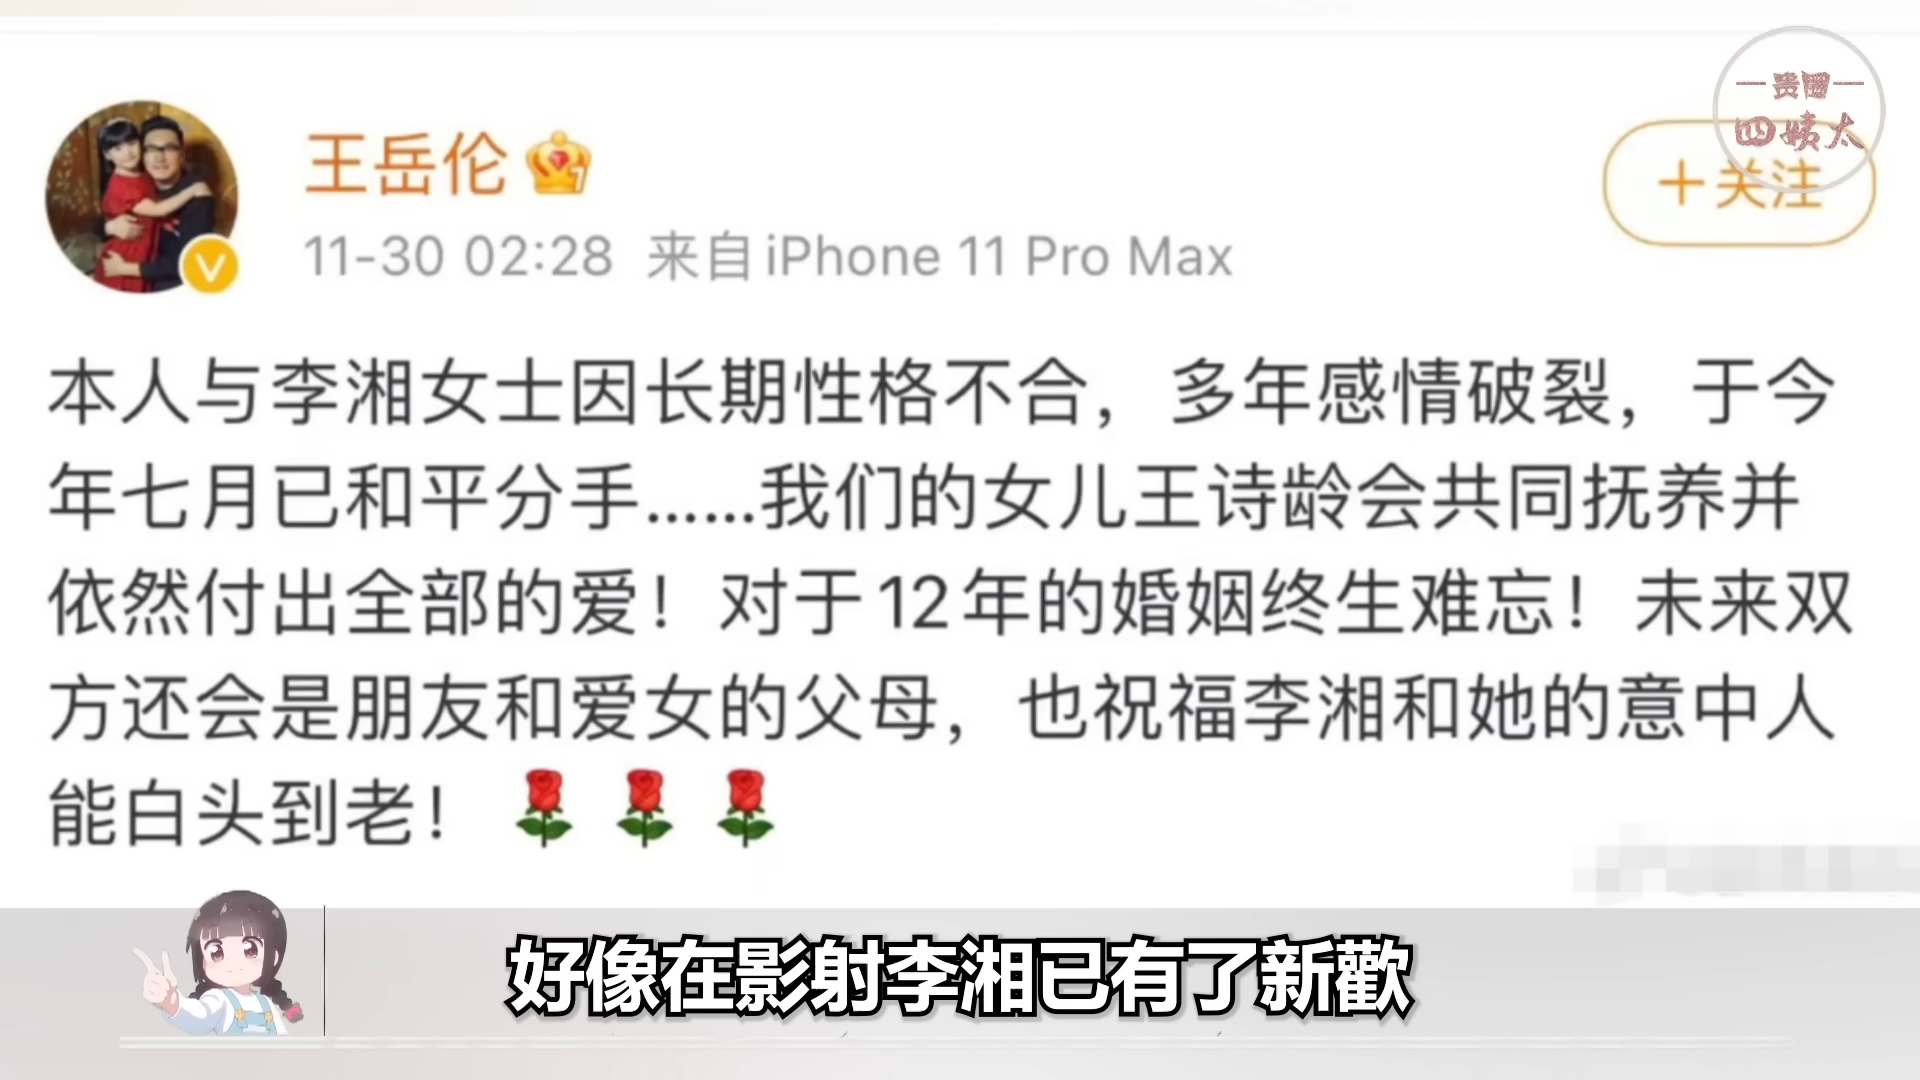 贵圈
四姨太
王岳伦
11-30 02:28 来自 iPhone 11 Pro Max
＋关注
本人与李湘女士因长期性格不合，多年感情破裂，于今
年七月已和平分手……我们的女儿王诗龄会共同抚养并
依然付出全部的爱！对于12年的婚姻终生难忘！未来双
方还会是朋友和爱女的父母，也祝福李湘和她的意中人
能白头到老！🌹🌹🌹
好像在影射李湘已有了新歡